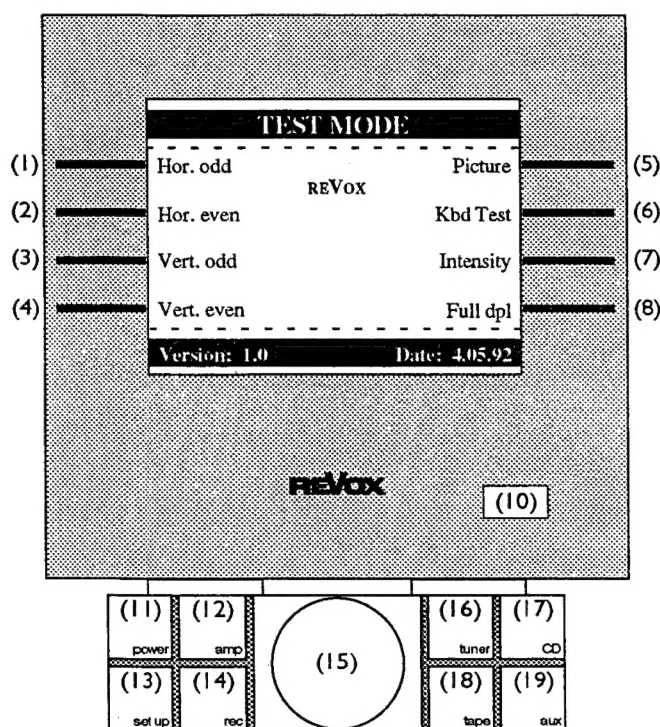 TEST MODE
(1) Hor. odd Picture (5)
REVOX
(2) Hor. even Kbd Test (6)
(3) Vert. odd Intensity (7)
(4) Vert. even Full dpl (8)
Version: 1.0 Date: 4.05.92
REVOX
(10)
(11) (12) (16) (17)
power amp tuner CD
(15)
(13) (14) (18) (19)
set up rec tape aux